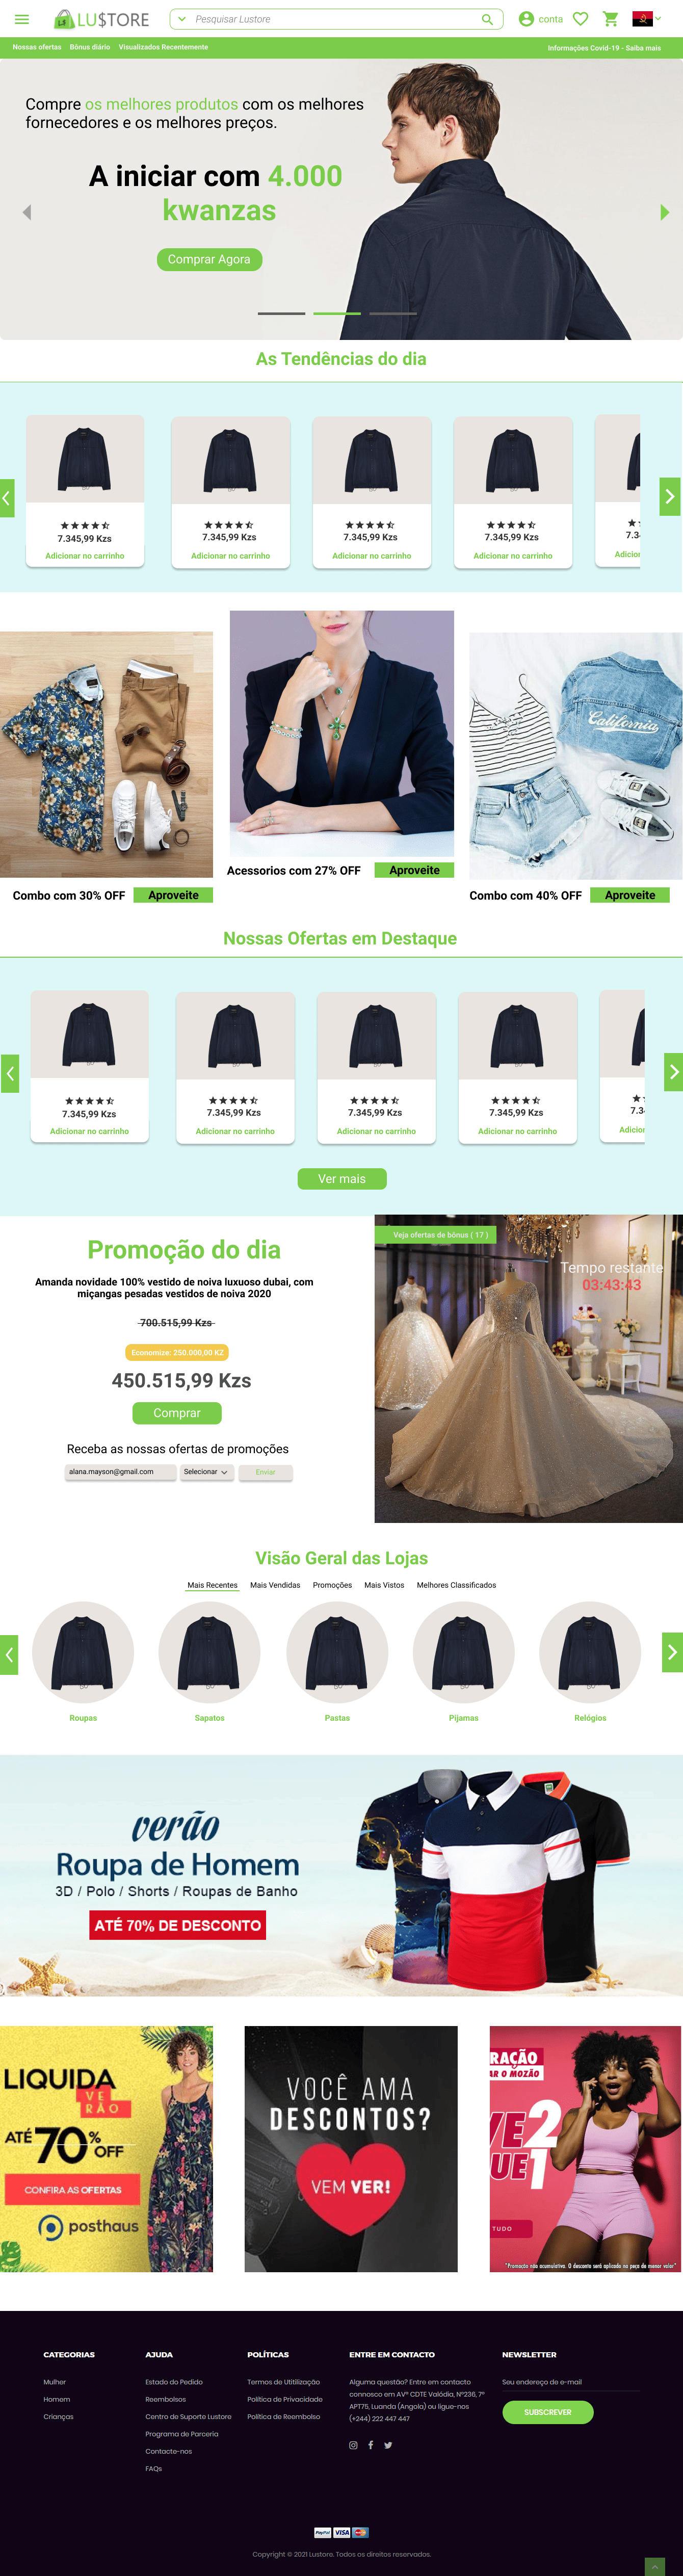 LU$TORE
Pesquisar Lustore
conta
Nossas ofertas Bônus diário Visualizados Recentemente
Informações Covid-19 - Saiba mais
Compre os melhores produtos com os melhores
fornecedores e os melhores preços.
A iniciar com 4.000
kwanzas
Comprar Agora
As Tendências do dia
7.345,99 Kzs
Adicionar no carrinho
7.345,99 Kzs
Adicionar no carrinho
7.345,99 Kzs
Adicionar no carrinho
7.345,99 Kzs
Adicionar no carrinho
7.3
Adicio
California
Combo com 30% OFF Aproveite
Acessorios com 27% OFF Aproveite
Combo com 40% OFF Aproveite
Nossas Ofertas em Destaque
7.345,99 Kzs
Adicionar no carrinho
7.345,99 Kzs
Adicionar no carrinho
7.345,99 Kzs
Adicionar no carrinho
7.345,99 Kzs
Adicionar no carrinho
7.3
Adicio
Ver mais
Promoção do dia
Amanda novidade 100% vestido de noiva luxuoso dubai, com
miçangas pesadas vestidos de noiva 2020
700.515,99 Kzs
Economize: 250.000,00 KZ
450.515,99 Kzs
Comprar
Receba as nossas ofertas de promoções
alana.mayson@gmail.com Selecionar Enviar
Veja ofertas de bônus ( 17 )
Tempo restante
03:43:43
Visão Geral das Lojas
Mais Recentes Mais Vendidas Promoções Mais Vistos Melhores Classificados
Roupas Sapatos Pastas Pijamas Relógios
verão
Roupa de Homem
3D / Polo / Shorts / Roupas de Banho
ATÉ 70% DE DESCONTO
LIQUIDA
VE
RÃO
ATÉ 70% OFF
CONFIRA AS OFERTAS
posthaus
VOCÊ AMA
DESCONTOS?
VEM VER!
RAÇÃO
AR O MOZÃO
VE2
UE1
TUDO
*Promoção não acumulativa. O desconto será aplicado na peça de menor valor*
CATEGORIAS
Mulher
Homem
Crianças
AJUDA
Estado do Pedido
Reembolsos
Centro de Suporte Lustore
Programa de Parceria
Contacte-nos
FAQs
POLÍTICAS
Termos de Utitilização
Política de Privacidade
Política de Reembolso
ENTRE EM CONTACTO
Alguma questão? Entre em contacto
connosco em AVª CDTE Valódia, Nº236, 7º
APT75, Luanda (Angola) ou ligue-nos
(+244) 222 447 447
NEWSLETTER
Seu endereço de e-mail
SUBSCREVER
PayPal VISA MasterCard
Copyright © 2021 Lustore. Todos os direitos reservados.